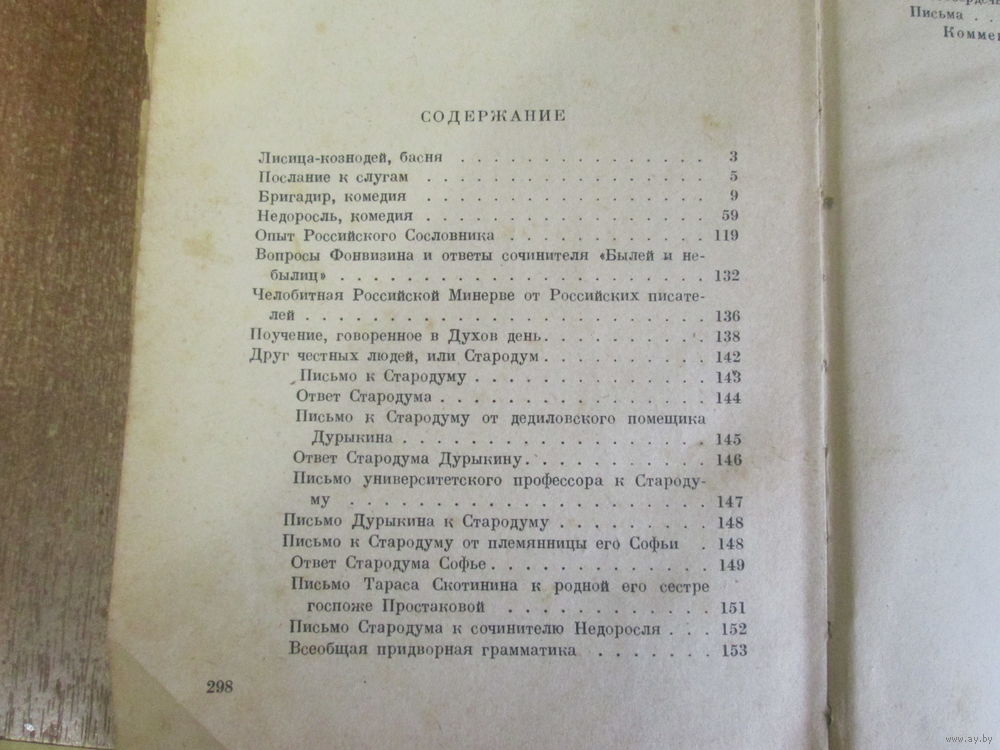 СОДЕРЖАНИЕ
Лисица-кознодей, басня . . . . . . . . . . . . . . . 3
Послание к слугам . . . . . . . . . . . . . . . . . 5
Бригадир, комедия . . . . . . . . . . . . . . . . . 9
Недоросль, комедия . . . . . . . . . . . . . . . . . 59
Опыт Российского Сословника . . . . . . . . . . . . 119
Вопросы Фонвизина и ответы сочинителя «Былей и не-
былиц» . . . . . . . . . . . . . . . . . . . . . . 132
Челобитная Российской Минерве от Российских писате-
лей . . . . . . . . . . . . . . . . . . . . . . . . 136
Поучение, говоренное в Духов день . . . . . . . . . . 138
Друг честных людей, или Стародум . . . . . . . . . . 142
Письмо к Стародуму . . . . . . . . . . . . . . 143
Ответ Стародума . . . . . . . . . . . . . . . . 144
Письмо к Стародуму от дедиловского помещика
Дурыкина . . . . . . . . . . . . . . . . . . . 145
Ответ Стародума Дурыкину . . . . . . . . . . . 146
Письмо университетского профессора к Староду-
му . . . . . . . . . . . . . . . . . . . . . . 147
Письмо Дурыкина к Стародуму . . . . . . . . . 148
Письмо к Стародуму от племянницы его Софьи . 148
Ответ Стародума Софье . . . . . . . . . . . . . 149
Письмо Тараса Скотинина к родной его сестре
госпоже Простаковой . . . . . . . . . . . . . 151
Письмо Стародума к сочинителю Недоросля . . . 152
Всеобщая придворная грамматика . . . . . . . 153
298
Письма . .
www.ay.by